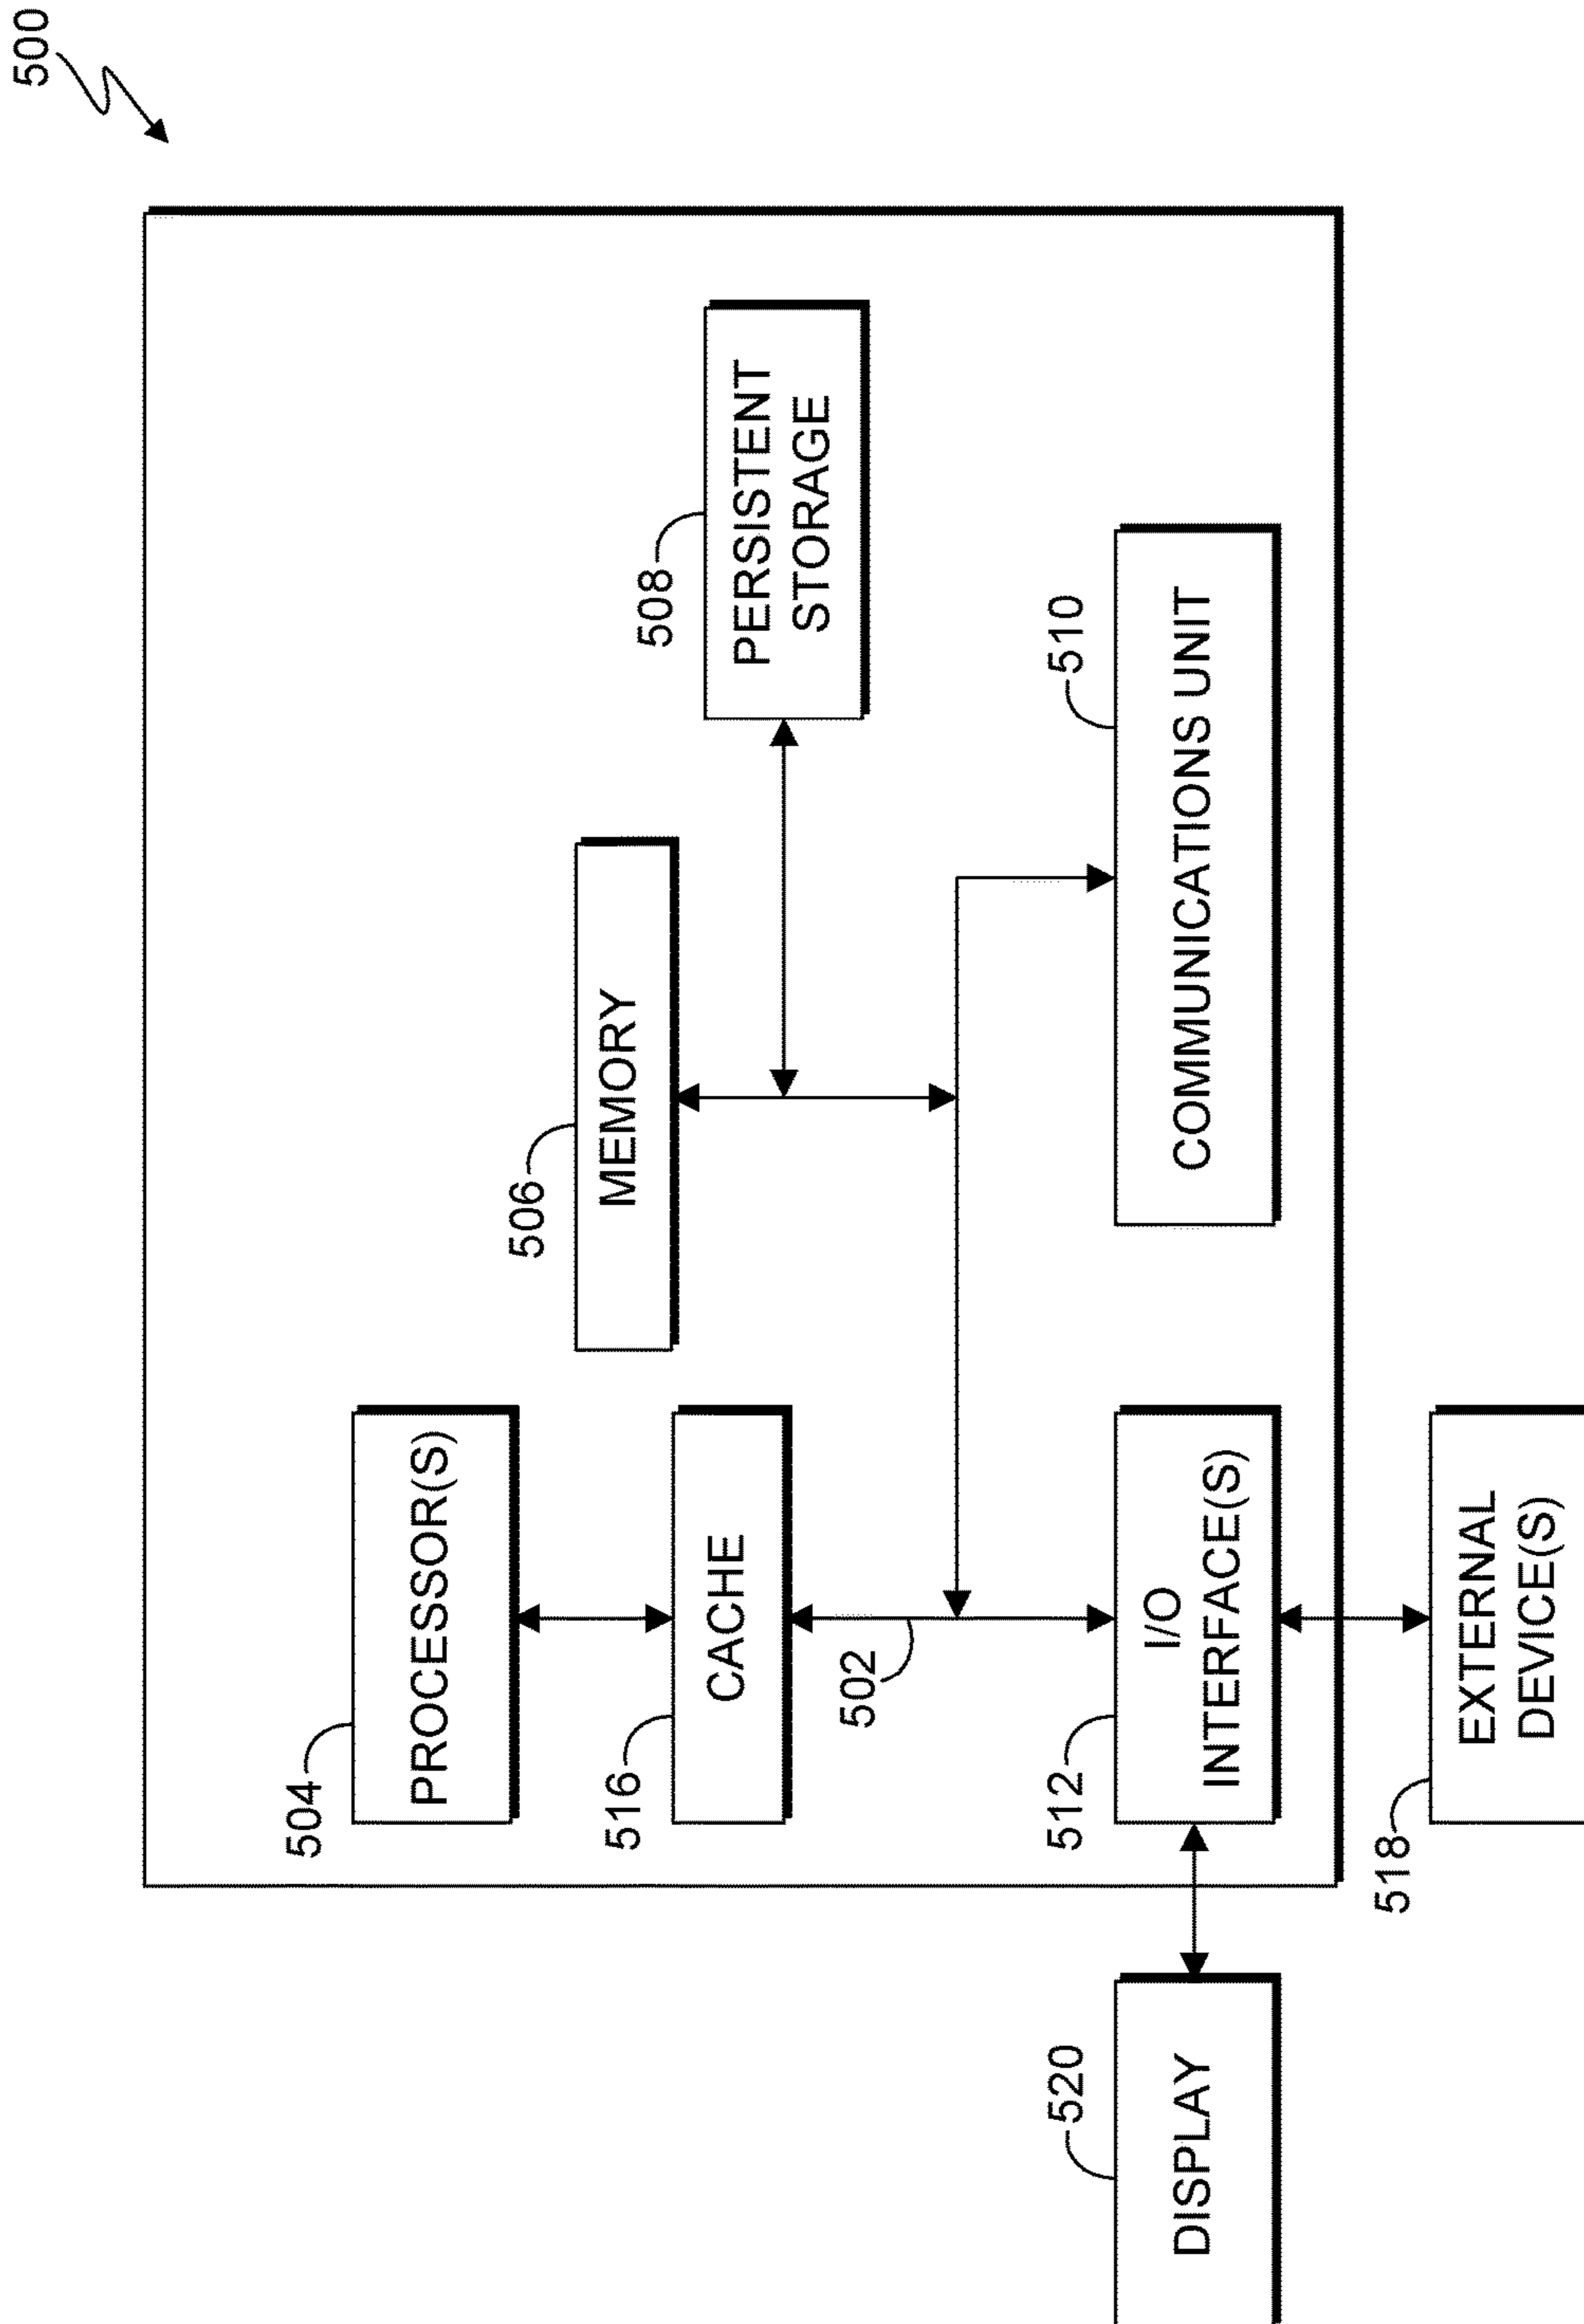 500
504
PROCESSOR(S)
506
MEMORY
516
CACHE
508
PERSISTENT
STORAGE
502
520
DISPLAY
512
I/O
INTERFACE(S)
510
COMMUNICATIONS UNIT
518
EXTERNAL
DEVICE(S)